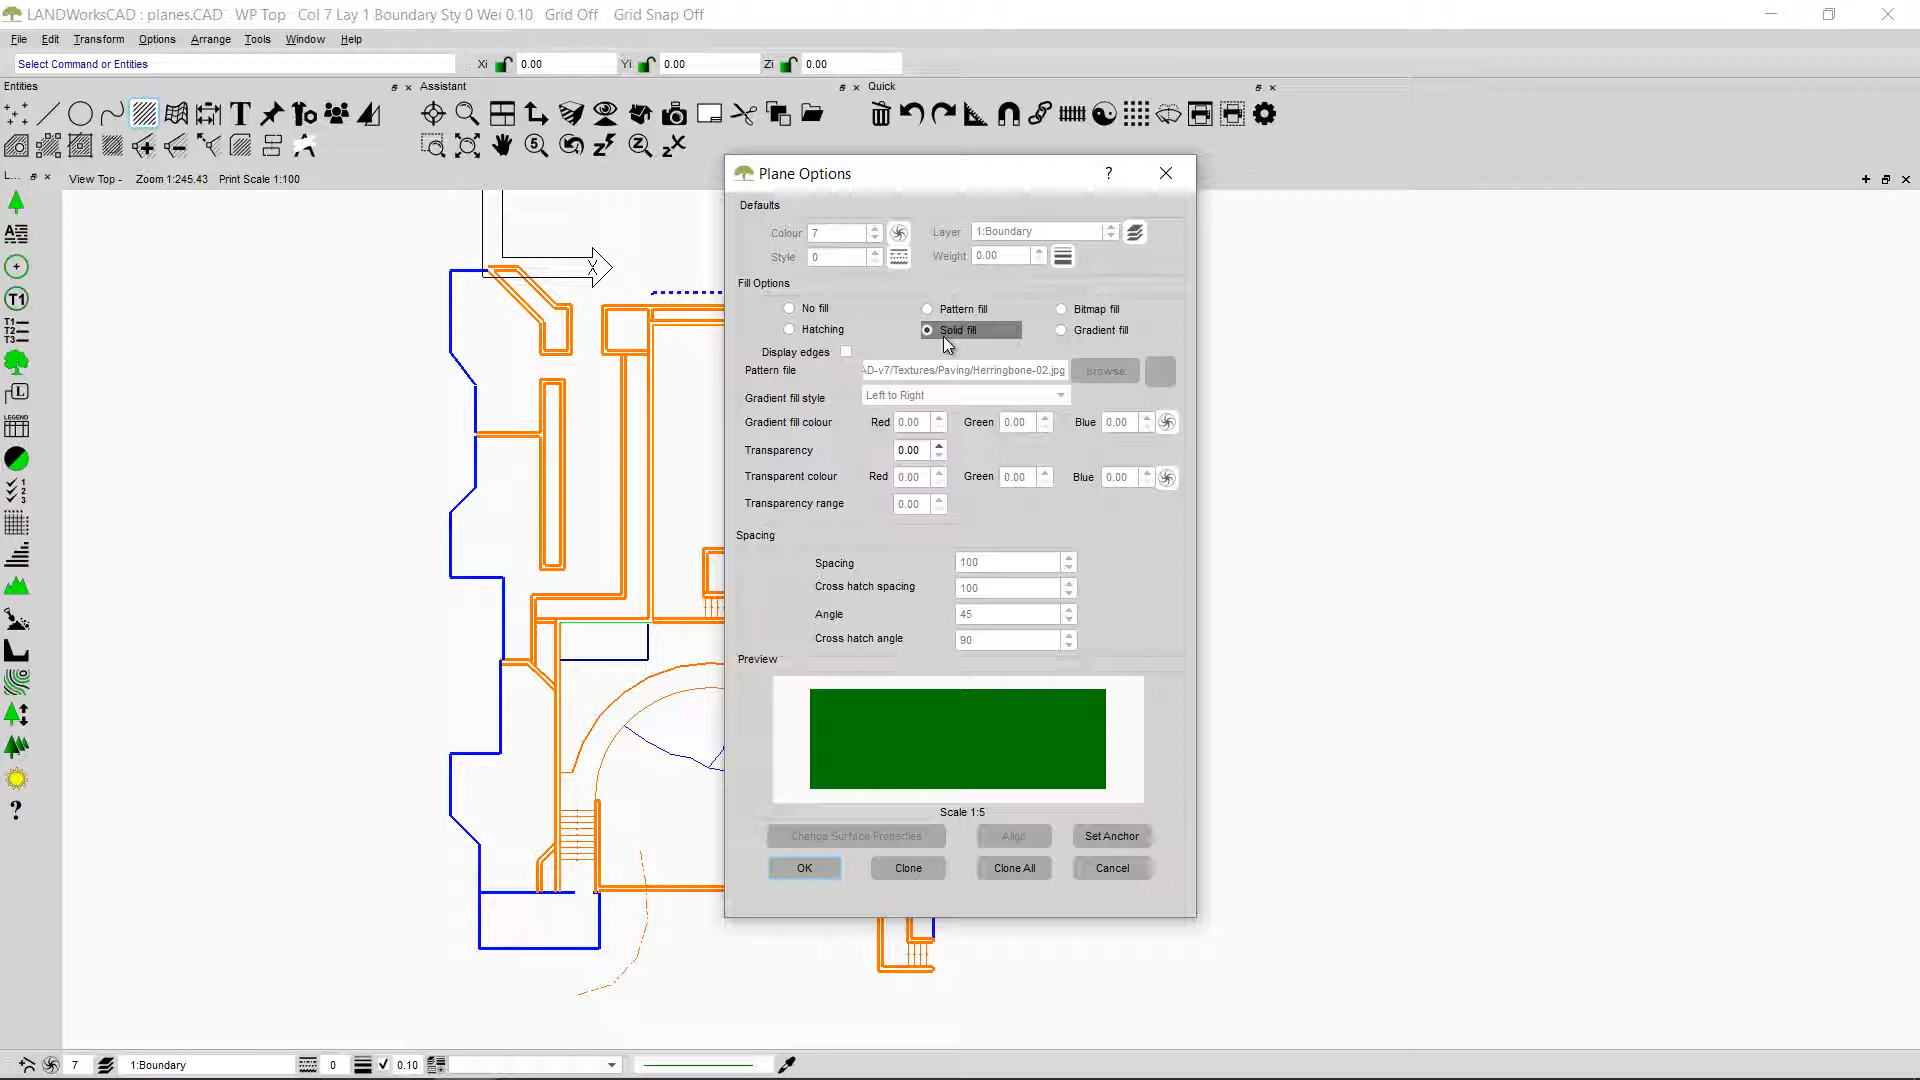 LANDWorksCAD : planes.CAD   WP Top   Col 7 Lay 1 Boundary Sty 0 Wei 0.10   Grid Off   Grid Snap Off
File Edit Transform Options Arrange Tools Window Help
Select Command or Entities Xi 0.00 Yi 0.00 Zi 0.00
Entities Assistant Quick
L... View Top - Zoom 1:245.43 Print Scale 1:100
Plane Options ?
Defaults
Colour 7 Layer 1:Boundary
Style 0 Weight 0.00
Fill Options
No fill Pattern fill Bitmap fill
Hatching Solid fill Gradient fill
Display edges
Pattern file AD-v7/Textures/Paving/Herringbone-02.jpg Browse.
Gradient fill style Left to Right
Gradient fill colour Red 0.00 Green 0.00 Blue 0.00
Transparency 0.00
Transparent colour Red 0.00 Green 0.00 Blue 0.00
Transparency range 0.00
Spacing
Spacing 100
Cross hatch spacing 100
Angle 45
Cross hatch angle 90
Preview
Scale 1:5
Change Surface Properties Align Set Anchor
OK Clone Clone All Cancel
X
T1
T1
T2
T3
LEGEND
1
2
3
?
7 1:Boundary 0 0.10